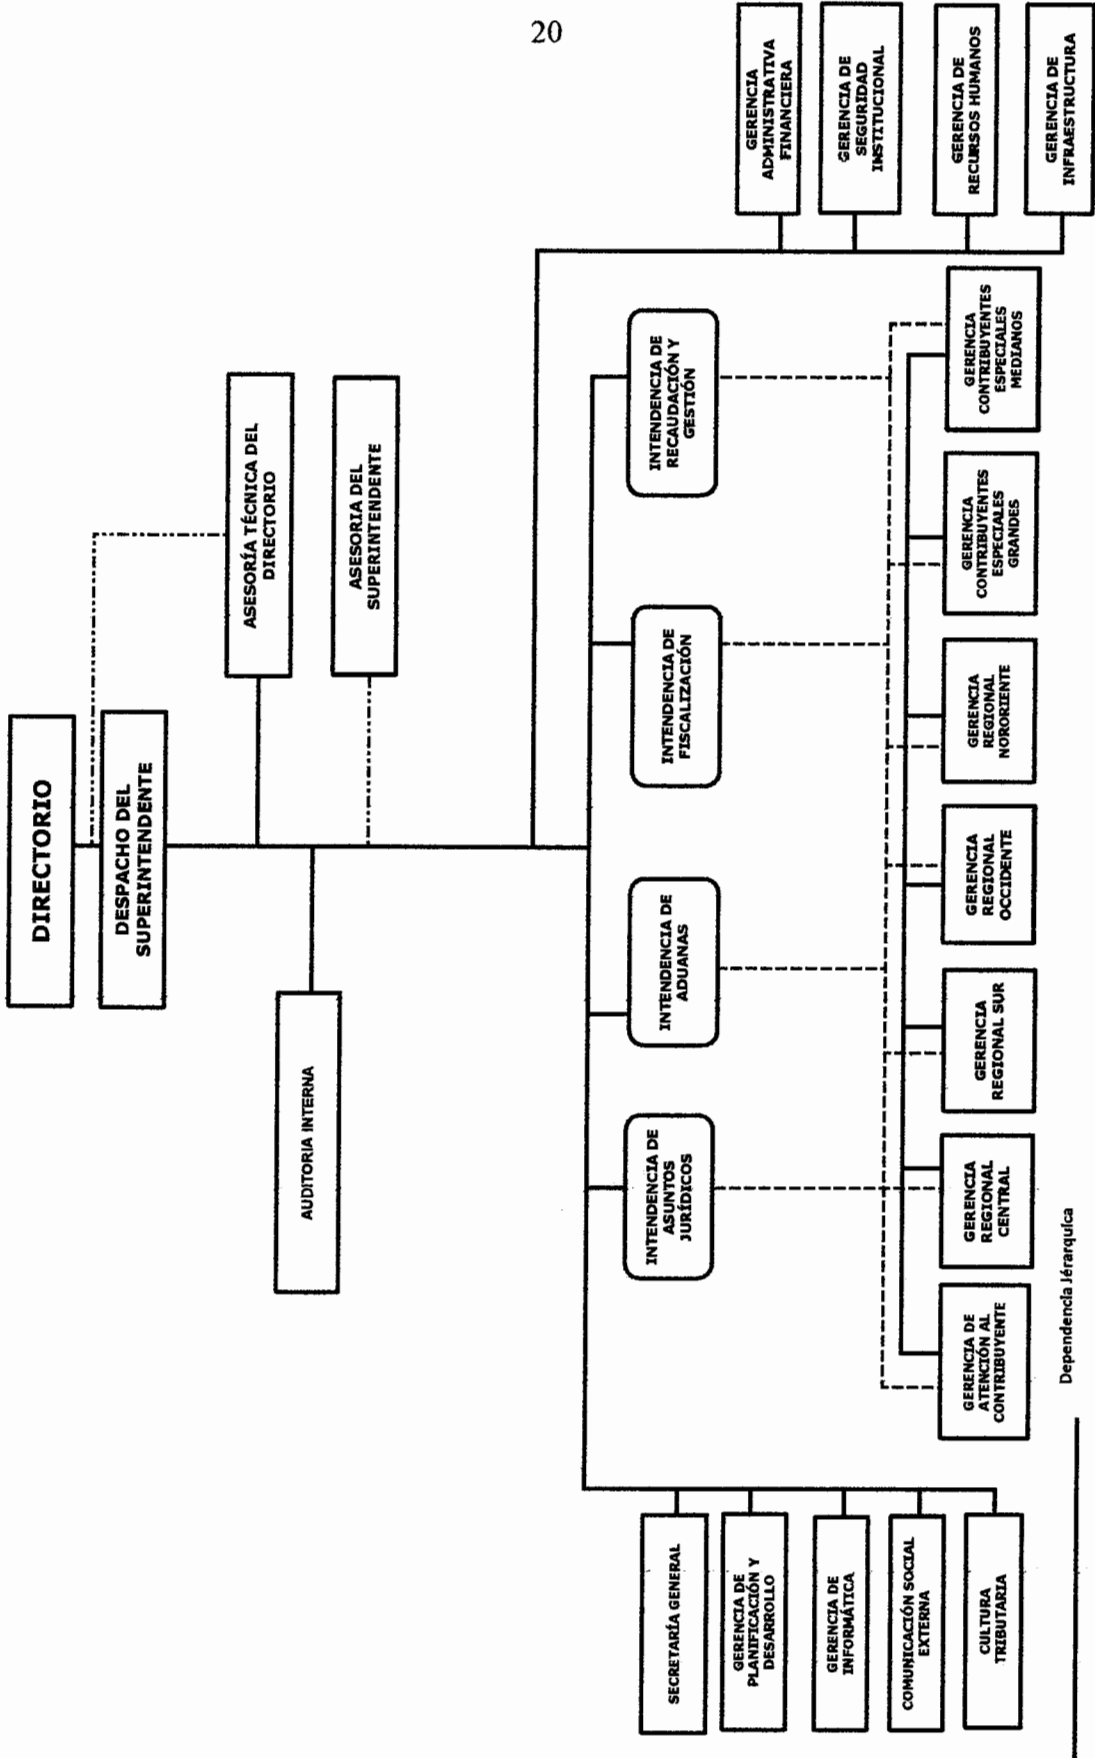 20
DIRECTORIO
DESPACHO DEL
SUPERINTENDENTE
ASESORÍA TÉCNICA DEL
DIRECTORIO
AUDITORIA INTERNA
ASESORIA DEL
SUPERINTENDENTE
INTENDENCIA DE
ASUNTOS
JURÍDICOS
INTENDENCIA DE
ADUANAS
INTENDENCIA DE
FISCALIZACIÓN
INTENDENCIA DE
RECAUDACIÓN Y
GESTIÓN
SECRETARÍA GENERAL
GERENCIA DE
PLANIFICACIÓN Y
DESARROLLO
GERENCIA DE
INFORMÁTICA
COMUNICACIÓN SOCIAL
EXTERNA
CULTURA
TRIBUTARIA
GERENCIA
ADMINISTRATIVA
FINANCIERA
GERENCIA DE
SEGURIDAD
INSTITUCIONAL
GERENCIA DE
RECURSOS HUMANOS
GERENCIA DE
INFRAESTRUCTURA
GERENCIA DE
ATENCIÓN AL
CONTRIBUYENTE
GERENCIA
REGIONAL
CENTRAL
GERENCIA
REGIONAL SUR
GERENCIA
REGIONAL
OCCIDENTE
GERENCIA
REGIONAL
NORORIENTE
GERENCIA
CONTRIBUYENTES
ESPECIALES
GRANDES
GERENCIA
CONTRIBUYENTES
ESPECIALES
MEDIANOS
Dependencia Jérarquica